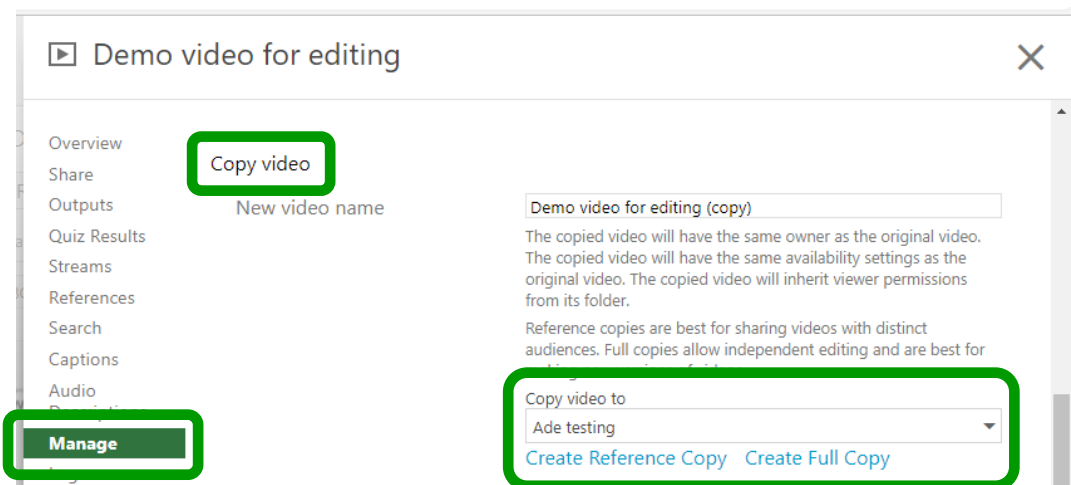 Demo video for editing
Overview
Share
Outputs
Quiz Results
Streams
References
Search
Captions
Audio
Manage
Copy video
New video name
Demo video for editing (copy)
The copied video will have the same owner as the original video.
The copied video will have the same availability settings as the
original video. The copied video will inherit viewer permissions
from its folder.
Reference copies are best for sharing videos with distinct
audiences. Full copies allow independent editing and are best for
Copy video to
Ade testing
Create Reference Copy Create Full Copy